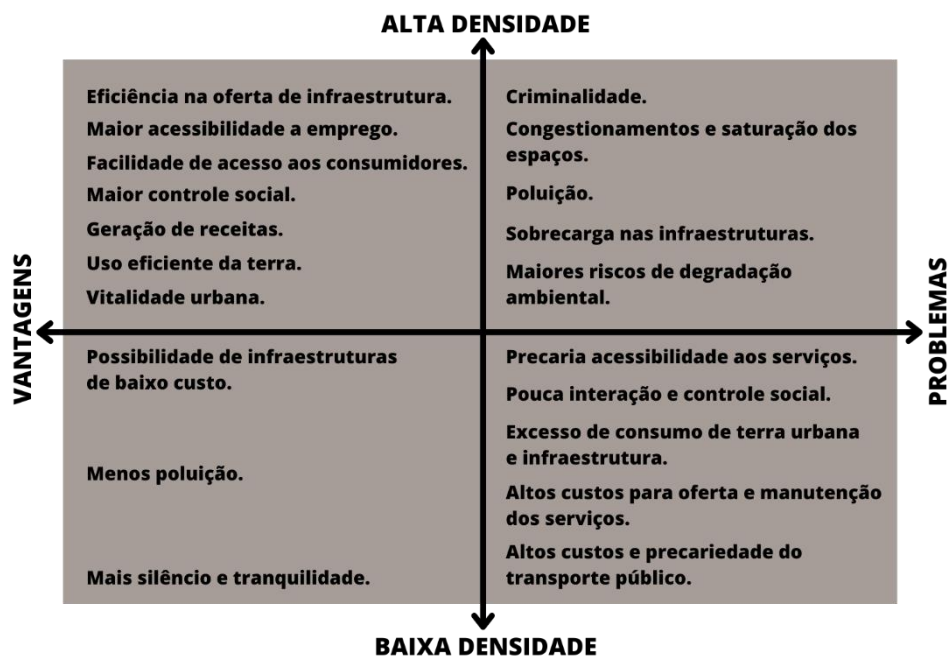 ALTA DENSIDADE
Eficiência na oferta de infraestrutura.
Maior acessibilidade a emprego.
Facilidade de acesso aos consumidores.
Maior controle social.
Geração de receitas.
Uso eficiente da terra.
Vitalidade urbana.
Criminalidade.
Congestionamentos e saturação dos
espaços.
Poluição.
Sobrecarga nas infraestruturas.
Maiores riscos de degradação
ambiental.
VANTAGENS
PROBLEMAS
Possibilidade de infraestruturas
de baixo custo.
Menos poluição.
Mais silêncio e tranquilidade.
Precaria acessibilidade aos serviços.
Pouca interação e controle social.
Excesso de consumo de terra urbana
e infraestrutura.
Altos custos para oferta e manutenção
dos serviços.
Altos custos e precariedade do
transporte público.
BAIXA DENSIDADE